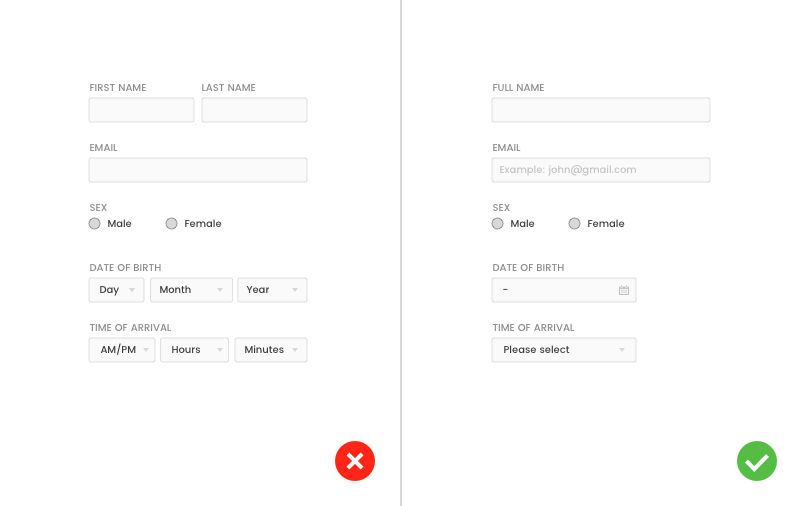 FIRST NAME LAST NAME
EMAIL
SEX
Male Female
DATE OF BIRTH
Day Month Year
TIME OF ARRIVAL
AM/PM Hours Minutes
FULL NAME
EMAIL
Example: john@gmail.com
SEX
Male Female
DATE OF BIRTH
-
TIME OF ARRIVAL
Please select